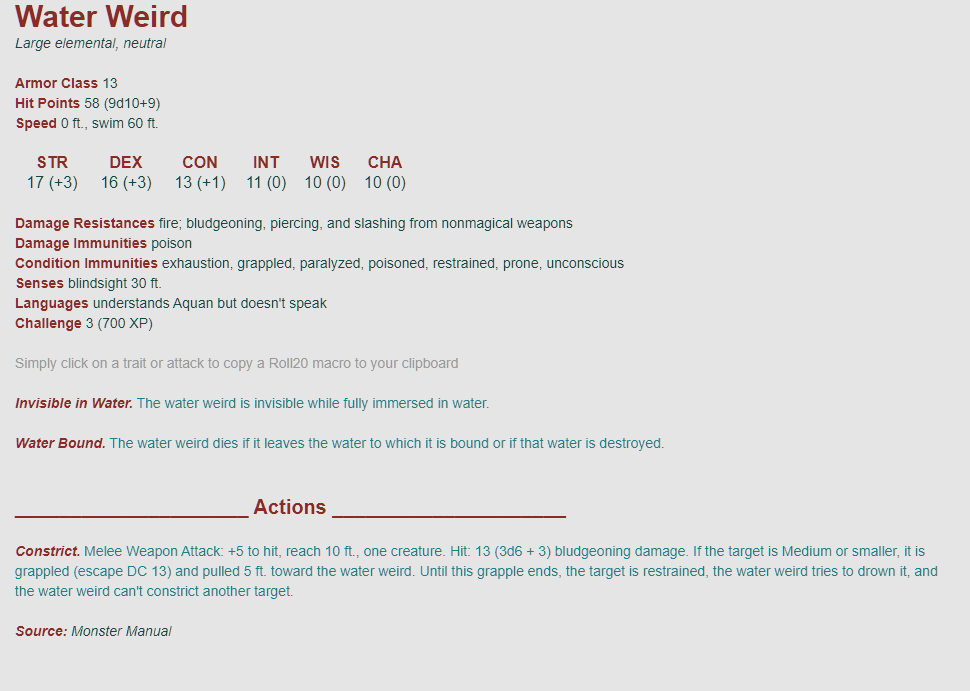 Water Weird
Large elemental, neutral
Armor Class 13
Hit Points 58 (9d10+9)
Speed 0 ft., swim 60 ft.
STR DEX CON INT WIS CHA
17 (+3) 16 (+3) 13 (+1) 11 (0) 10 (0) 10 (0)
Damage Resistances fire; bludgeoning, piercing, and slashing from nonmagical weapons
Damage Immunities poison
Condition Immunities exhaustion, grappled, paralyzed, poisoned, restrained, prone, unconscious
Senses blindsight 30 ft.
Languages understands Aquan but doesn't speak
Challenge 3 (700 XP)
Simply click on a trait or attack to copy a Roll20 macro to your clipboard
Invisible in Water. The water weird is invisible while fully immersed in water.
Water Bound. The water weird dies if it leaves the water to which it is bound or if that water is destroyed.
Actions
Constrict. Melee Weapon Attack: +5 to hit, reach 10 ft., one creature. Hit: 13 (3d6 + 3) bludgeoning damage. If the target is Medium or smaller, it is
grappled (escape DC 13) and pulled 5 ft. toward the water weird. Until this grapple ends, the target is restrained, the water weird tries to drown it, and
the water weird can't constrict another target.
Source: Monster Manual